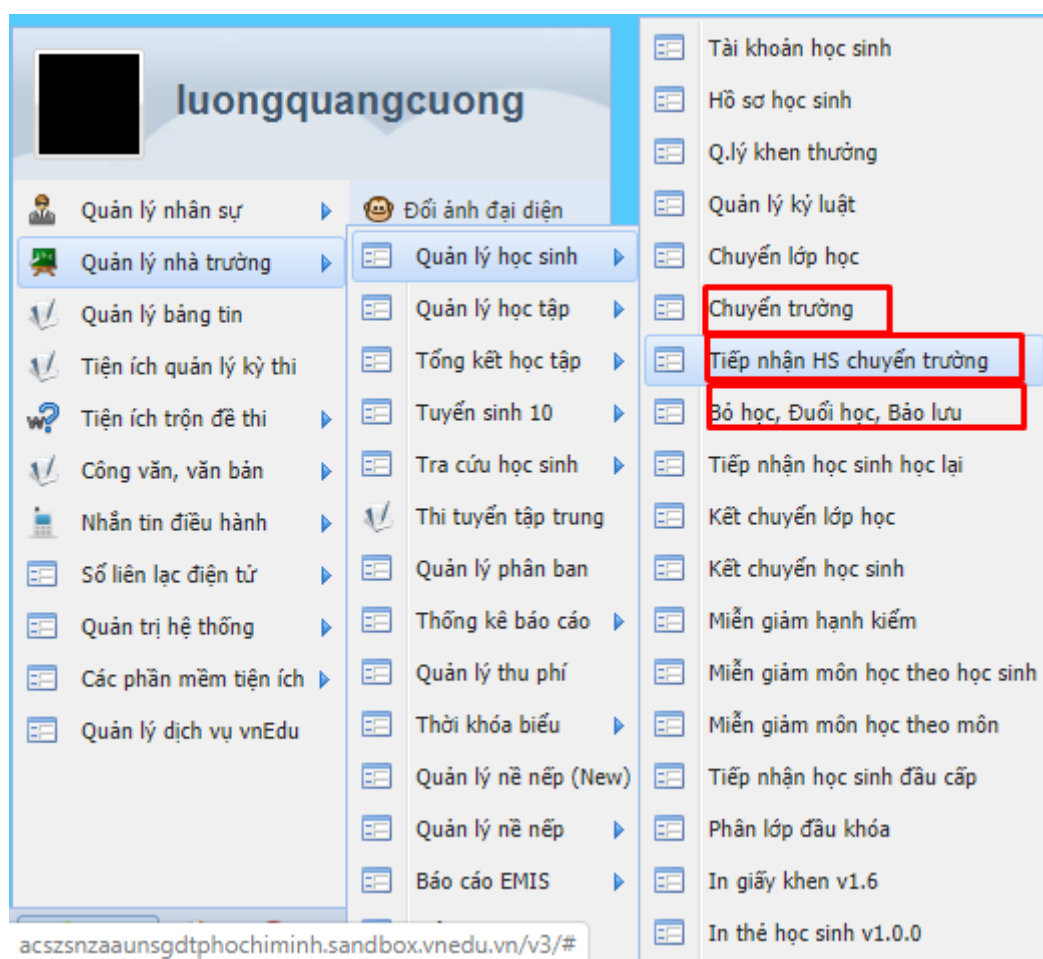 luongquangcuong
Quản lý nhân sự
Quản lý nhà trường
Quản lý bảng tin
Tiện ích quản lý kỳ thi
Tiện ích trộn đề thi
Công văn, văn bản
Nhắn tin điều hành
Sổ liên lạc điện tử
Quản trị hệ thống
Các phần mềm tiện ích
Quản lý dịch vụ vnEdu
Đổi ảnh đại diện
Quản lý học sinh
Quản lý học tập
Tổng kết học tập
Tuyển sinh 10
Tra cứu học sinh
Thi tuyển tập trung
Quản lý phân ban
Thống kê báo cáo
Quản lý thu phí
Thời khóa biểu
Quản lý nề nếp (New)
Quản lý nề nếp
Báo cáo EMIS
Tài khoản học sinh
Hồ sơ học sinh
Q.lý khen thưởng
Quản lý kỷ luật
Chuyển lớp học
Chuyển trường
Tiếp nhận HS chuyển trường
Bỏ học, Đuổi học, Bảo lưu
Tiếp nhận học sinh học lại
Kết chuyển lớp học
Kết chuyển học sinh
Miễn giảm hạnh kiểm
Miễn giảm môn học theo học sinh
Miễn giảm môn học theo môn
Tiếp nhận học sinh đầu cấp
Phân lớp đầu khóa
In giấy khen v1.6
In thẻ học sinh v1.0.0
acszsnzaaunsgdtphochiminh.sandbox.vnedu.vn/v3/#